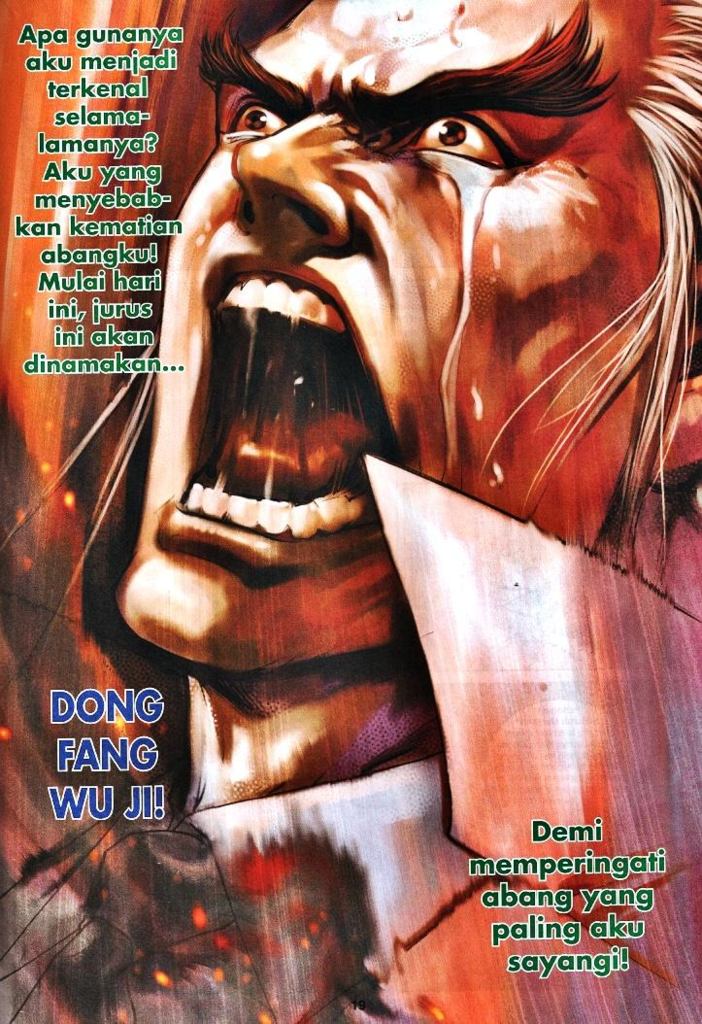 Apa gunanya
aku menjadi
terkenal
selama-
lamanya?
Aku yang
menyebab-
kan kematian
abangku!
Mulai hari
ini, jurus
ini akan
dinamakan...
DONG
FANG
WU JI!
Demi
memperingati
abang yang
paling aku
sayangi!
19